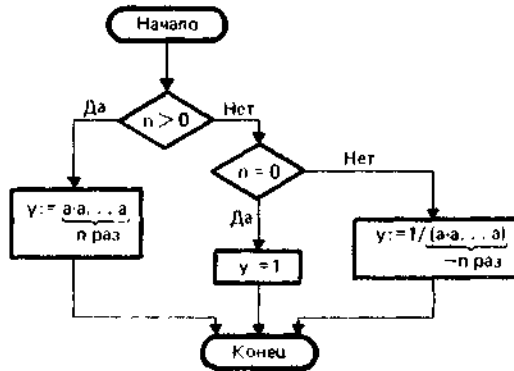 Начало
Да
n > 0
Нет
n = 0
Нет
y:= a·a. . . a
n раз
Да
y:=1/(a·a. . . a)
−n раз
y =1
Конец